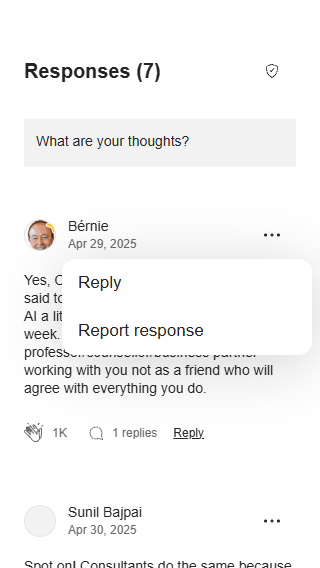 Responses (7)
What are your thoughts?
Bérnie
Apr 29, 2025
Yes, C
said to
AI a lit
week.
working with you not as a friend who will
agree with everything you do.
Reply
Report response
1K
1 replies
Reply
Sunil Bajpai
Apr 30, 2025
Spot on! Consultants do the same because